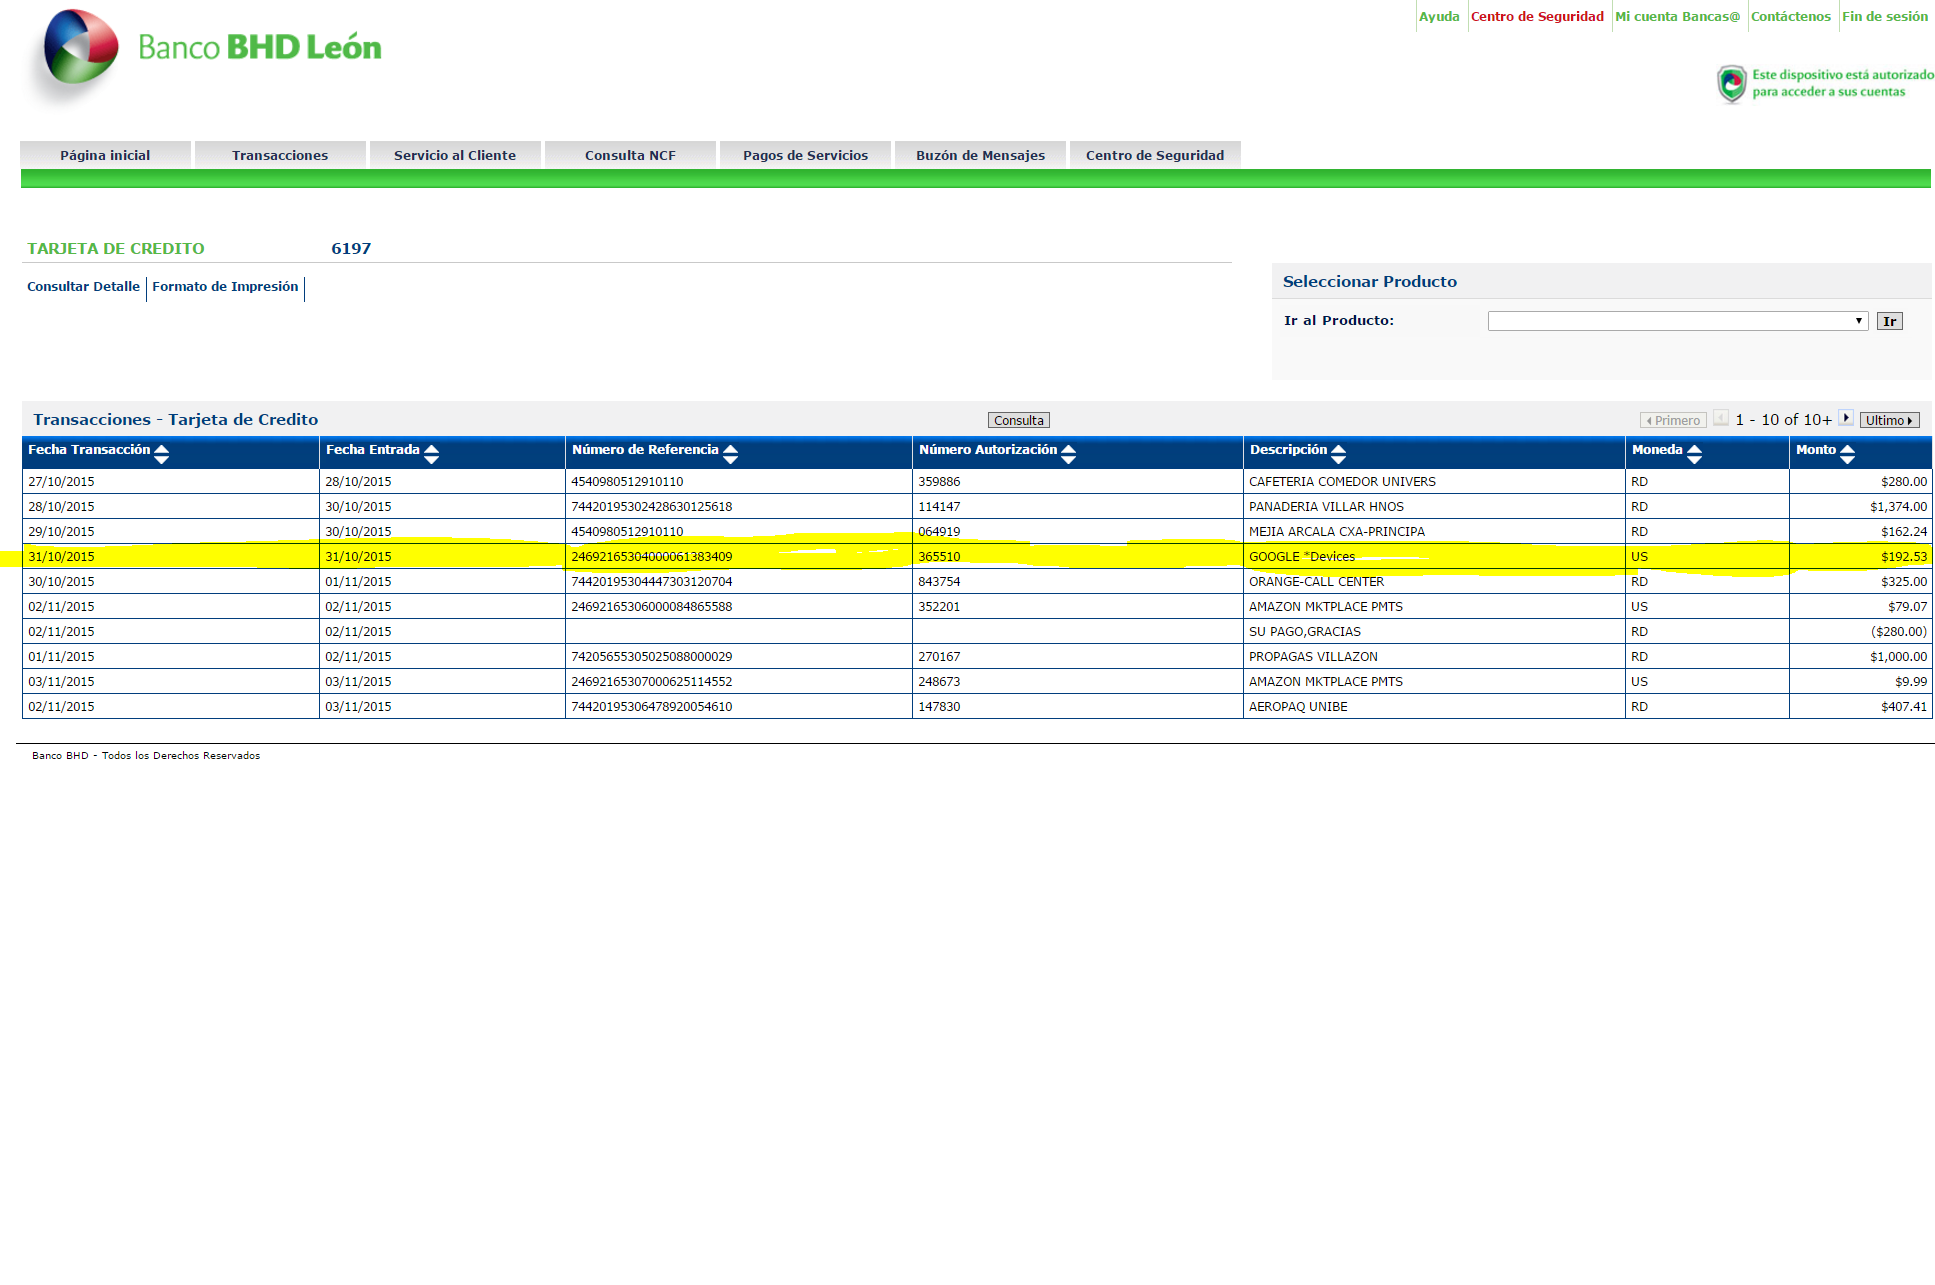 Ayuda Centro de Seguridad Mi cuenta Bancas@ Contáctenos Fin de sesión
Banco BHD León
Este dispositivo está autorizado
para acceder a sus cuentas
Página inicial Transacciones Servicio al Cliente Consulta NCF Pagos de Servicios Buzón de Mensajes Centro de Seguridad
TARJETA DE CREDITO 6197
Consultar Detalle Formato de Impresión
Seleccionar Producto
Ir al Producto: Ir
Transacciones - Tarjeta de Credito Consulta Primero 1 - 10 of 10+ Ultimo
Fecha Transacción Fecha Entrada Número de Referencia Número Autorización Descripción Moneda Monto
27/10/2015 28/10/2015 4540980512910110 359886 CAFETERIA COMEDOR UNIVERS RD $280.00
28/10/2015 30/10/2015 74420195302428630125618 114147 PANADERIA VILLAR HNOS RD $1,374.00
29/10/2015 30/10/2015 4540980512910110 064919 MEJIA ARCALA CXA-PRINCIPA RD $162.24
31/10/2015 31/10/2015 24692165304000061383409 365510 GOOGLE *Devices US $192.53
30/10/2015 01/11/2015 74420195304447303120704 843754 ORANGE-CALL CENTER RD $325.00
02/11/2015 02/11/2015 24692165306000084865588 352201 AMAZON MKTPLACE PMTS US $79.07
02/11/2015 02/11/2015 SU PAGO,GRACIAS RD ($280.00)
01/11/2015 02/11/2015 74205655305025088000029 270167 PROPAGAS VILLAZON RD $1,000.00
03/11/2015 03/11/2015 24692165307000625114552 248673 AMAZON MKTPLACE PMTS US $9.99
02/11/2015 03/11/2015 74420195306478920054610 147830 AEROPAQ UNIBE RD $407.41
Banco BHD - Todos los Derechos Reservados